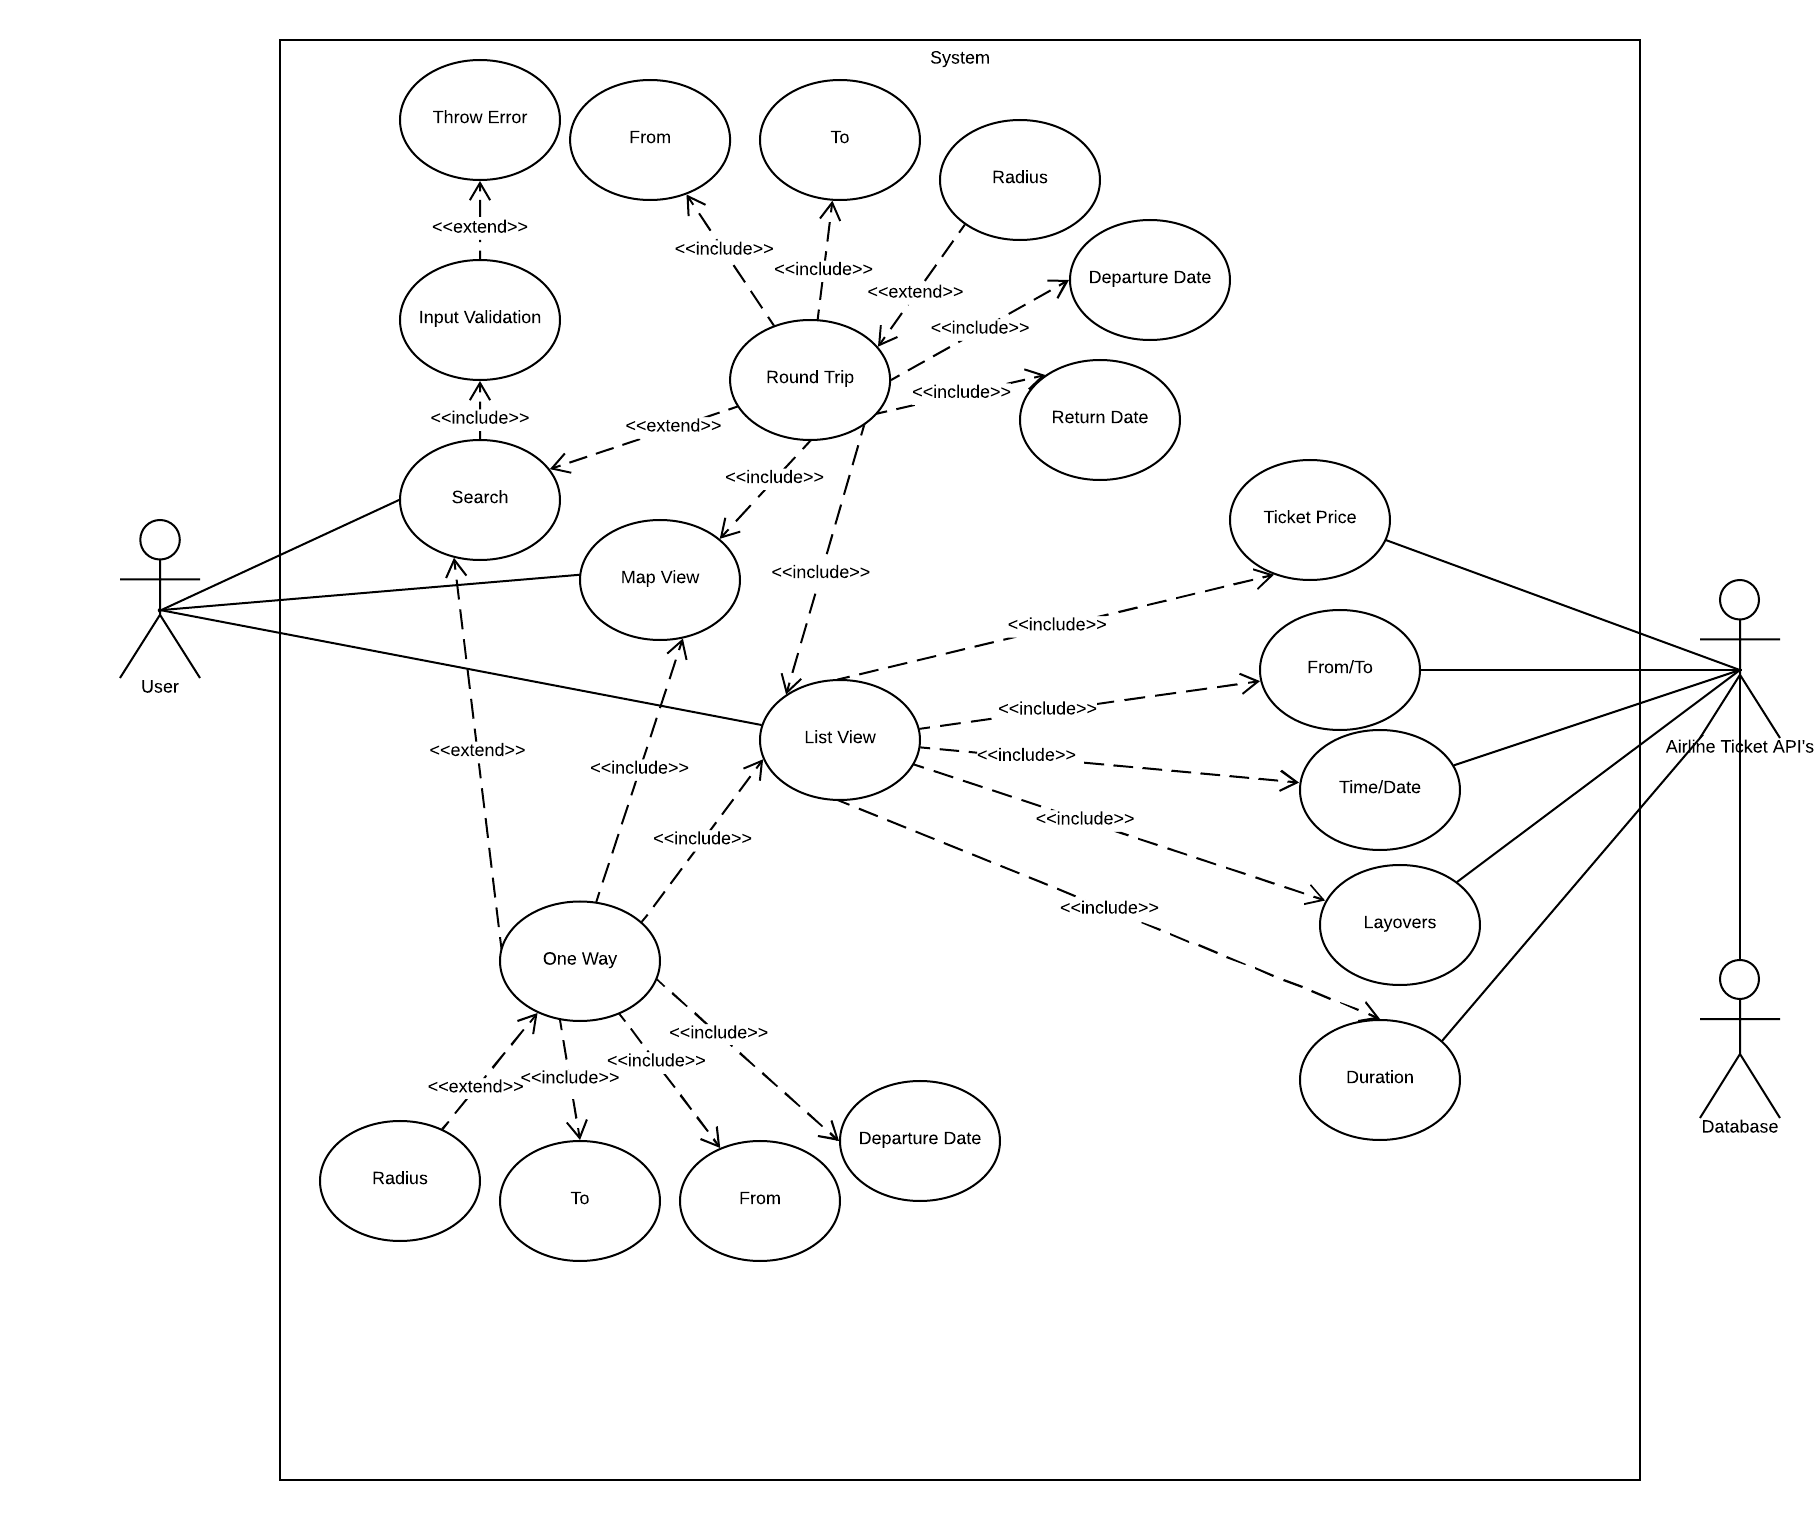 System
Throw Error
From
To
Radius
<<extend>>
<<include>>
<<include>>
Departure Date
<<extend>>
Input Validation
<<include>>
Round Trip
<<include>>
Return Date
<<include>>
<<extend>>
<<include>>
Search
Ticket Price
Map View
<<include>>
<<include>>
From/To
User
<<include>>
List View
Airline Ticket API's
<<extend>>
<<include>>
<<include>>
Time/Date
<<include>>
<<include>>
<<include>>
Layovers
One Way
<<include>>
<<include>>
<<extend>>
<<include>>
Duration
Database
Departure Date
Radius
To
From